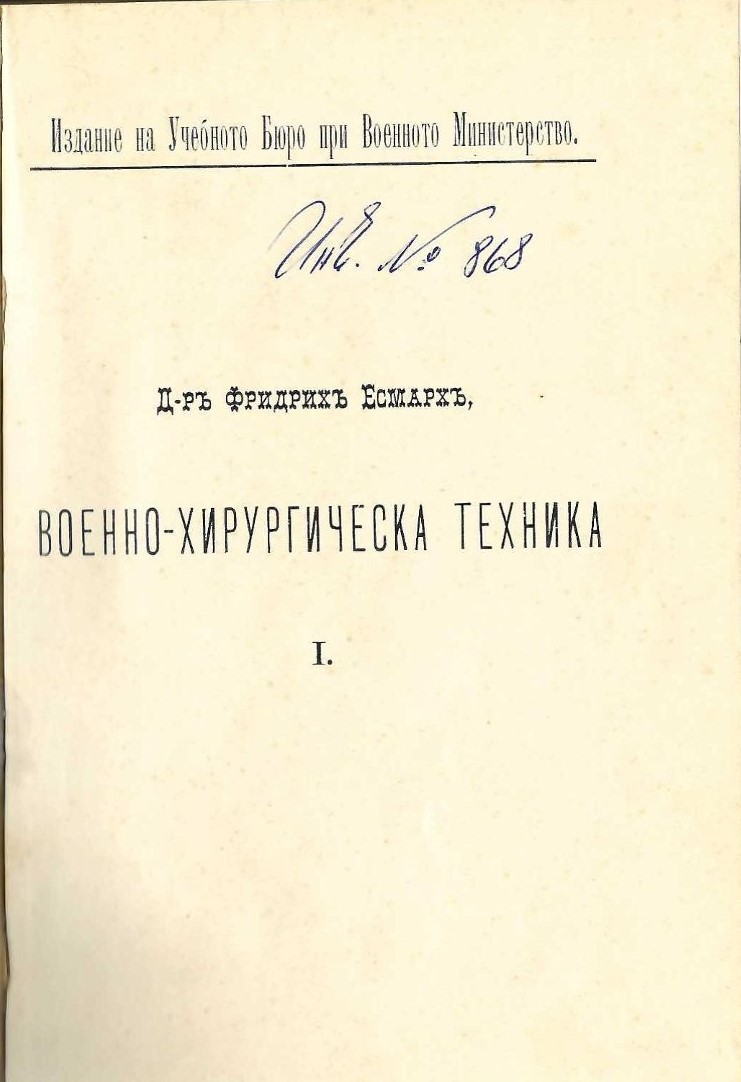 Издание на Учебното Бюро при Военното Министерство.
Инв. № 868
Д-ръ Фридрихъ Есмархъ,
ВОЕННО-ХИРУРГИЧЕСКА ТЕХНИКА
I.